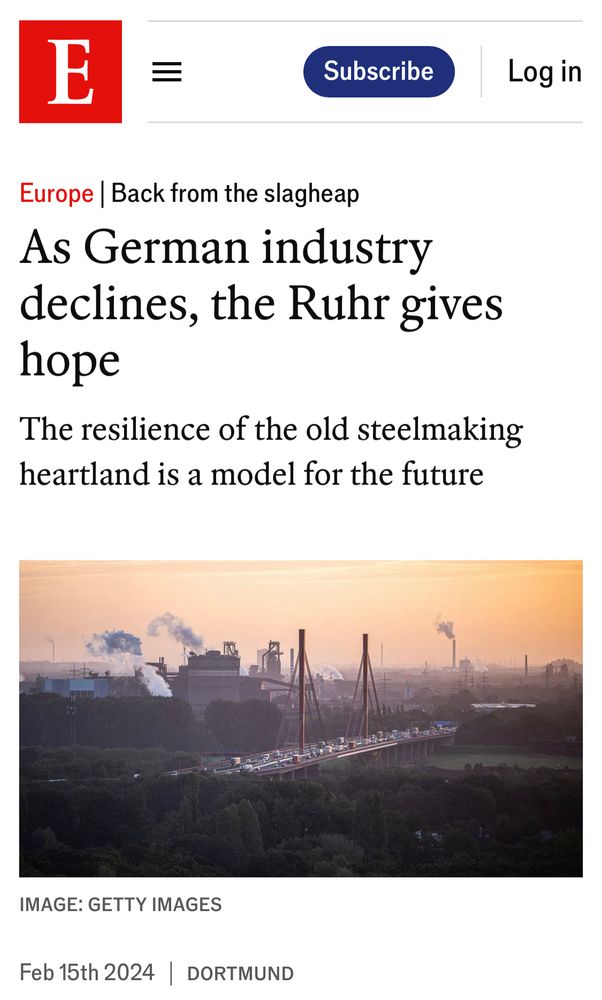 E
Subscribe
Log in
Europe | Back from the slagheap
As German industry
declines, the Ruhr gives
hope
The resilience of the old steelmaking
heartland is a model for the future
IMAGE: GETTY IMAGES
Feb 15th 2024 | DORTMUND